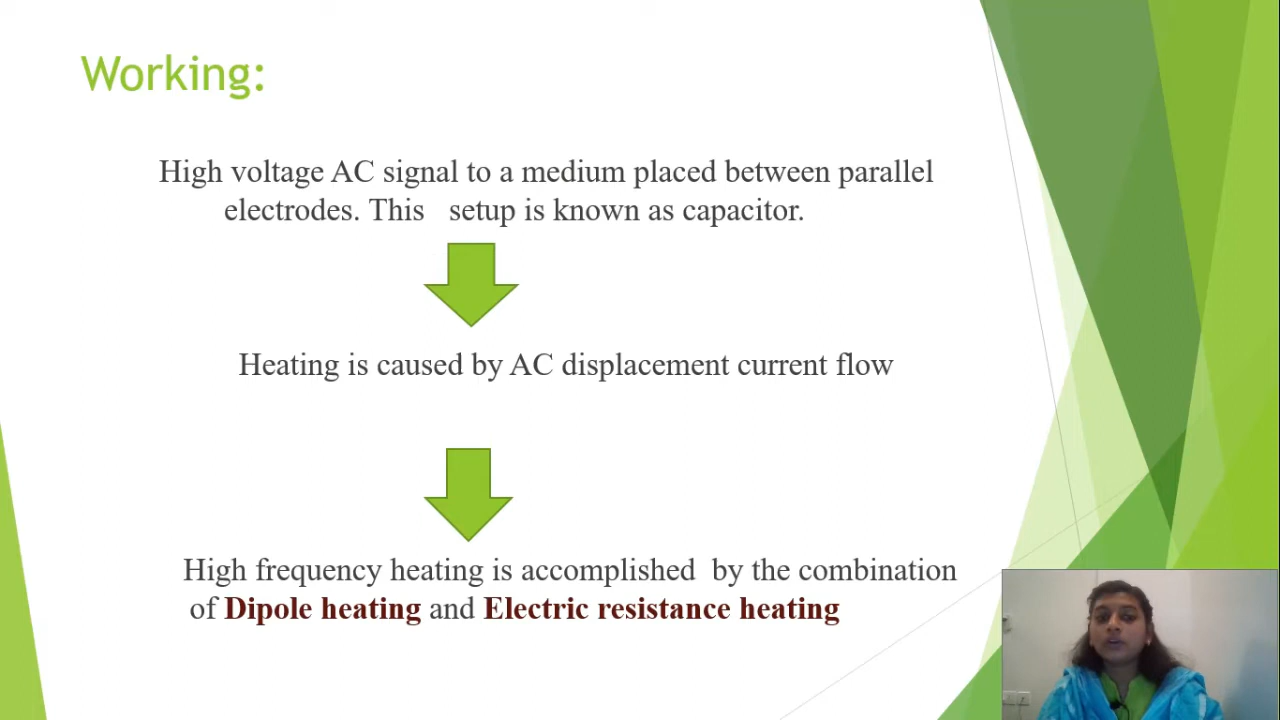 Working:
High voltage AC signal to a medium placed between parallel
electrodes. This setup is known as capacitor.
Heating is caused by AC displacement current flow
High frequency heating is accomplished by the combination
of Dipole heating and Electric resistance heating